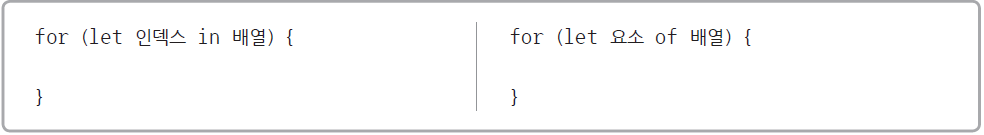 for (let 인덱스 in 배열) {
}
for (let 요소 of 배열) {
}